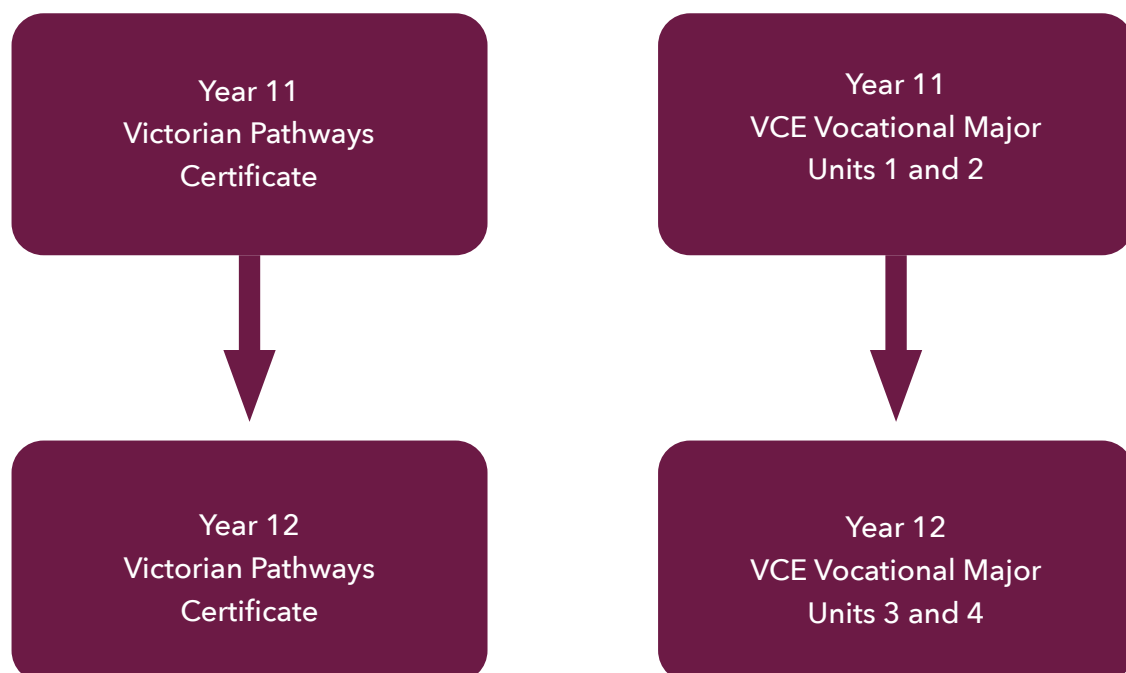 Year 11
Victorian Pathways
Certificate
Year 11
VCE Vocational Major
Units 1 and 2
Year 12
Victorian Pathways
Certificate
Year 12
VCE Vocational Major
Units 3 and 4